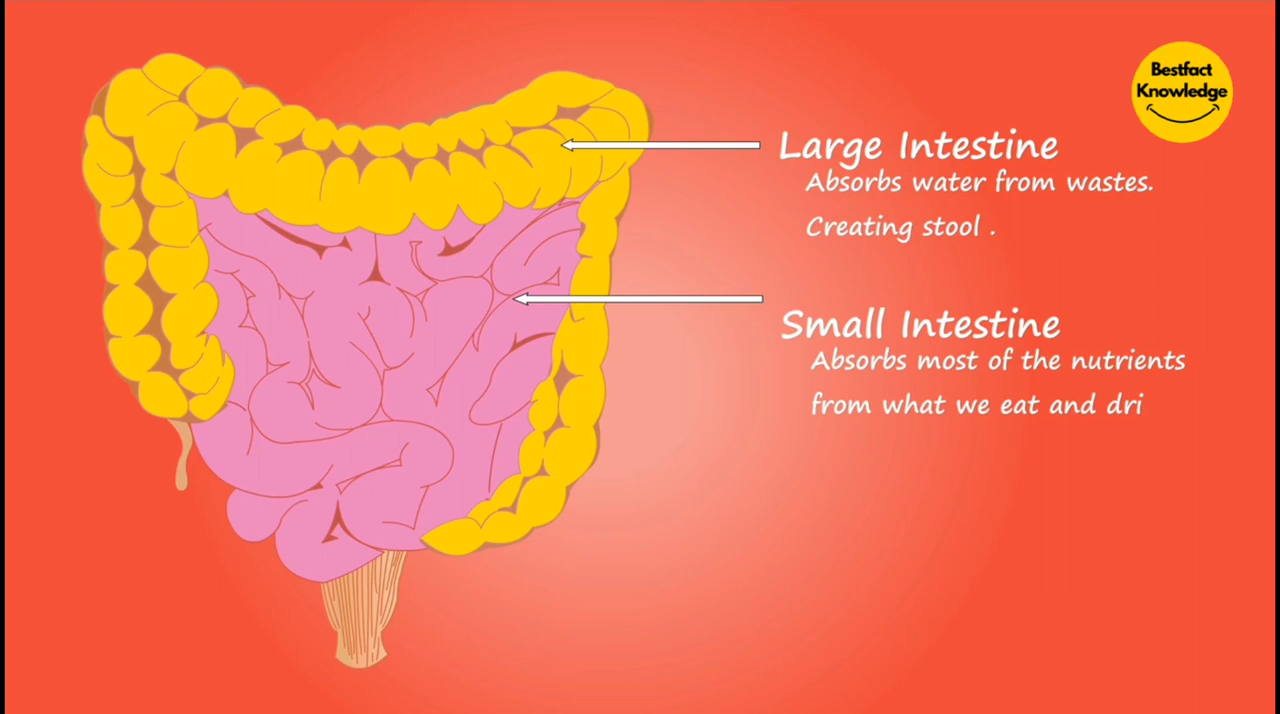 Bestfact
Knowledge
Large Intestine
Absorbs water from wastes.
Creating stool .
Small Intestine
Absorbs most of the nutrients
from what we eat and dri